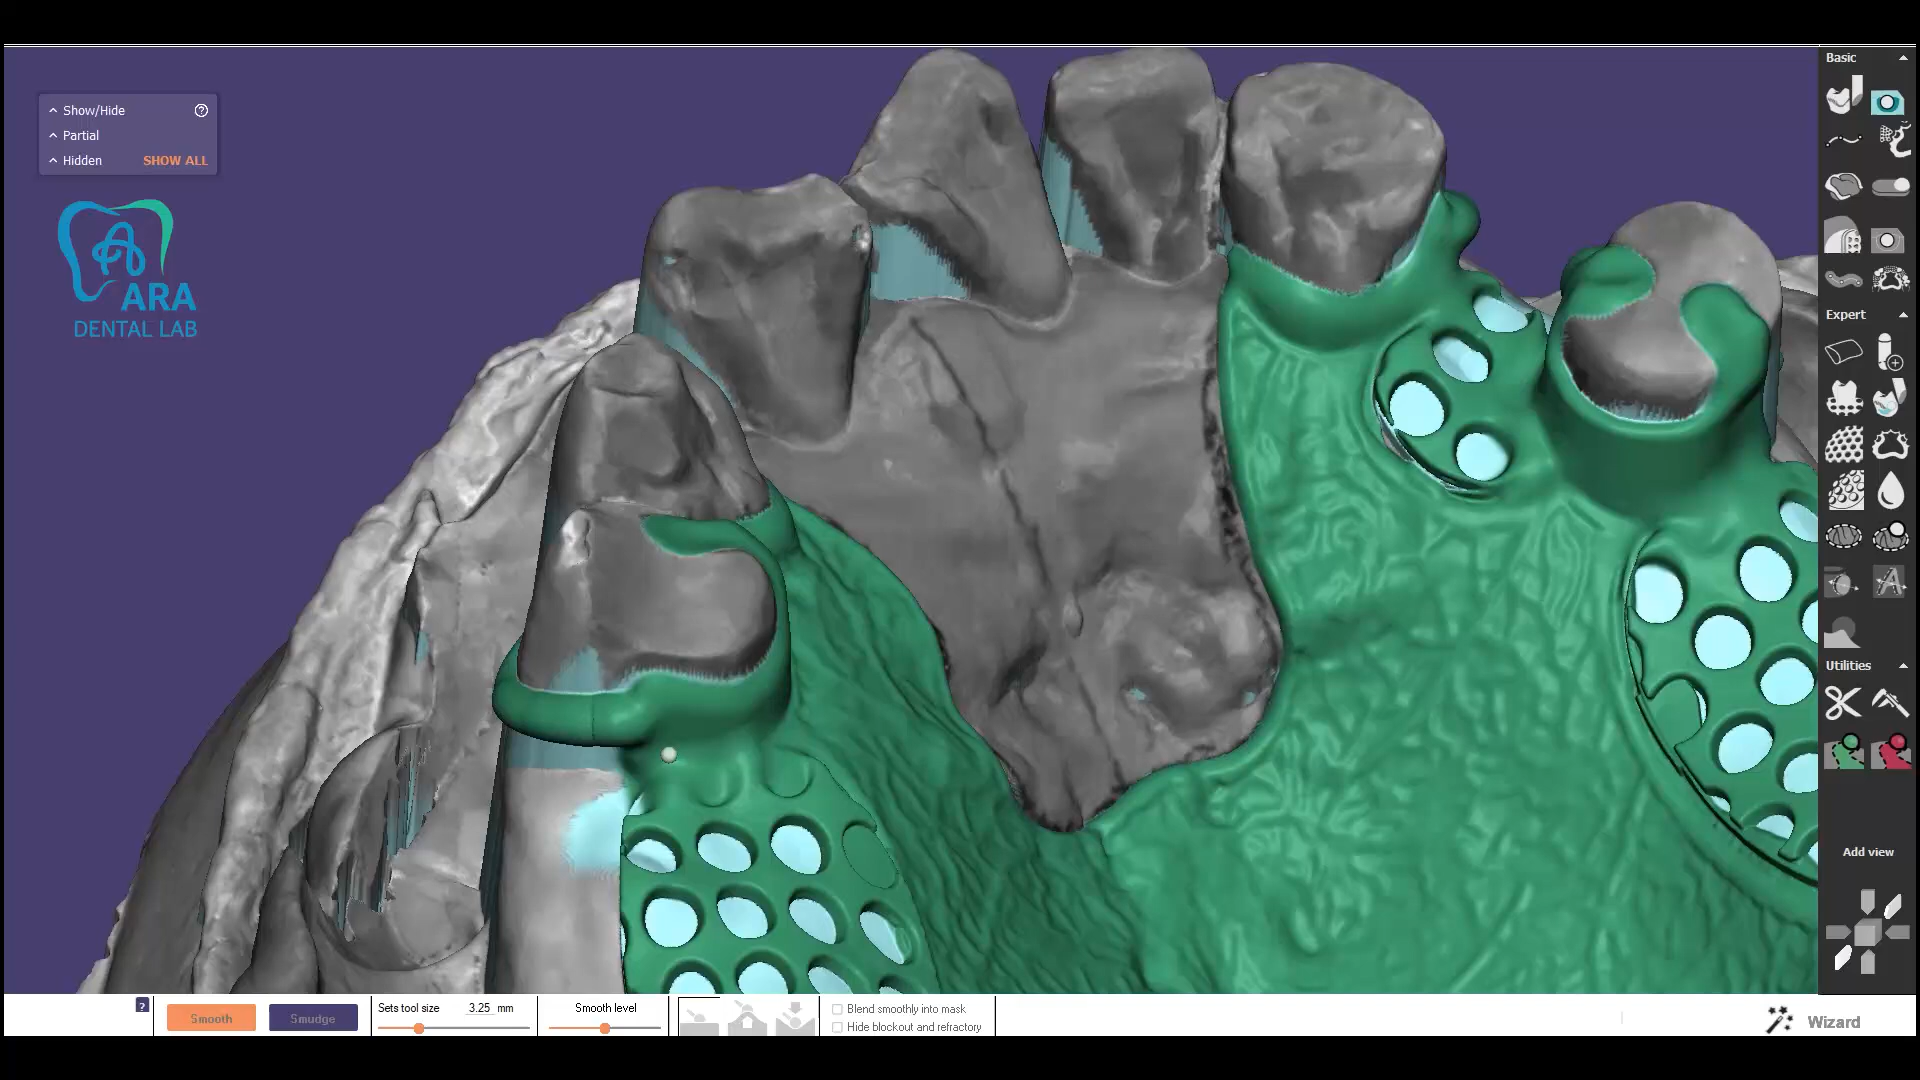 Basic
Show/Hide
Partial
Hidden SHOW ALL
ARA
DENTAL LAB
Expert
Utilities
Add view
?
Smooth
Smudge
Sets tool size 3.25 mm
Smooth level
Blend smoothly into mask
Hide blockout and refractory
Wizard